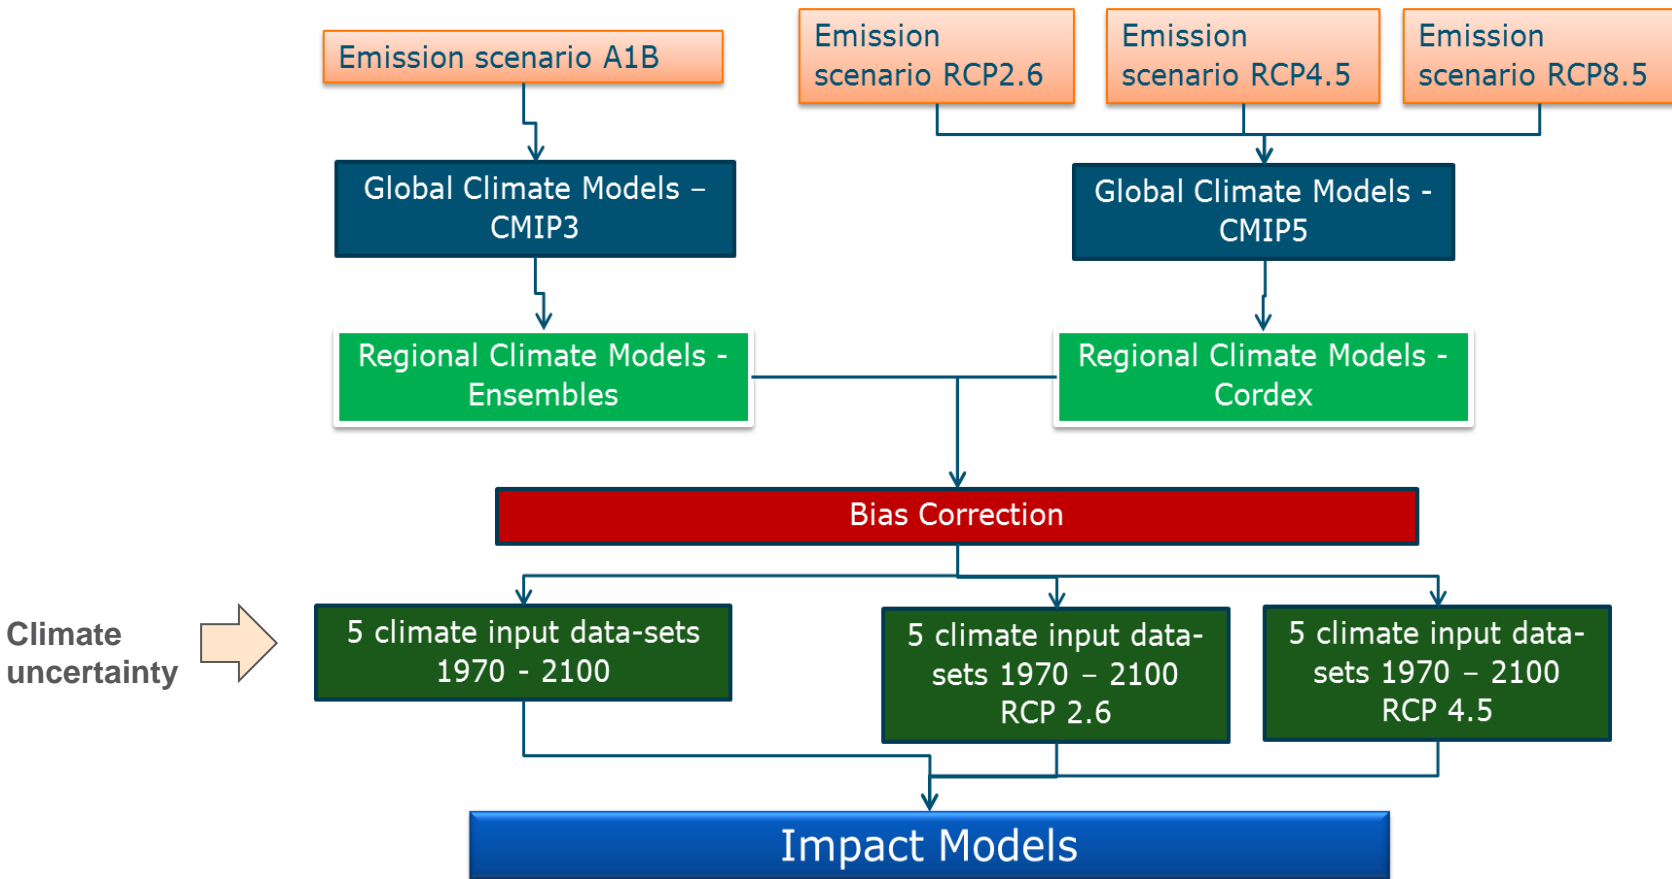 Emission scenario A1B
Emission
scenario RCP2.6
Emission
scenario RCP4.5
Emission
scenario RCP8.5
Global Climate Models –
CMIP3
Global Climate Models -
CMIP5
Regional Climate Models -
Ensembles
Regional Climate Models -
Cordex
Bias Correction
Climate
uncertainty
5 climate input data-sets
1970 - 2100
5 climate input data-
sets 1970 – 2100
RCP 2.6
5 climate input data-
sets 1970 – 2100
RCP 4.5
Impact Models